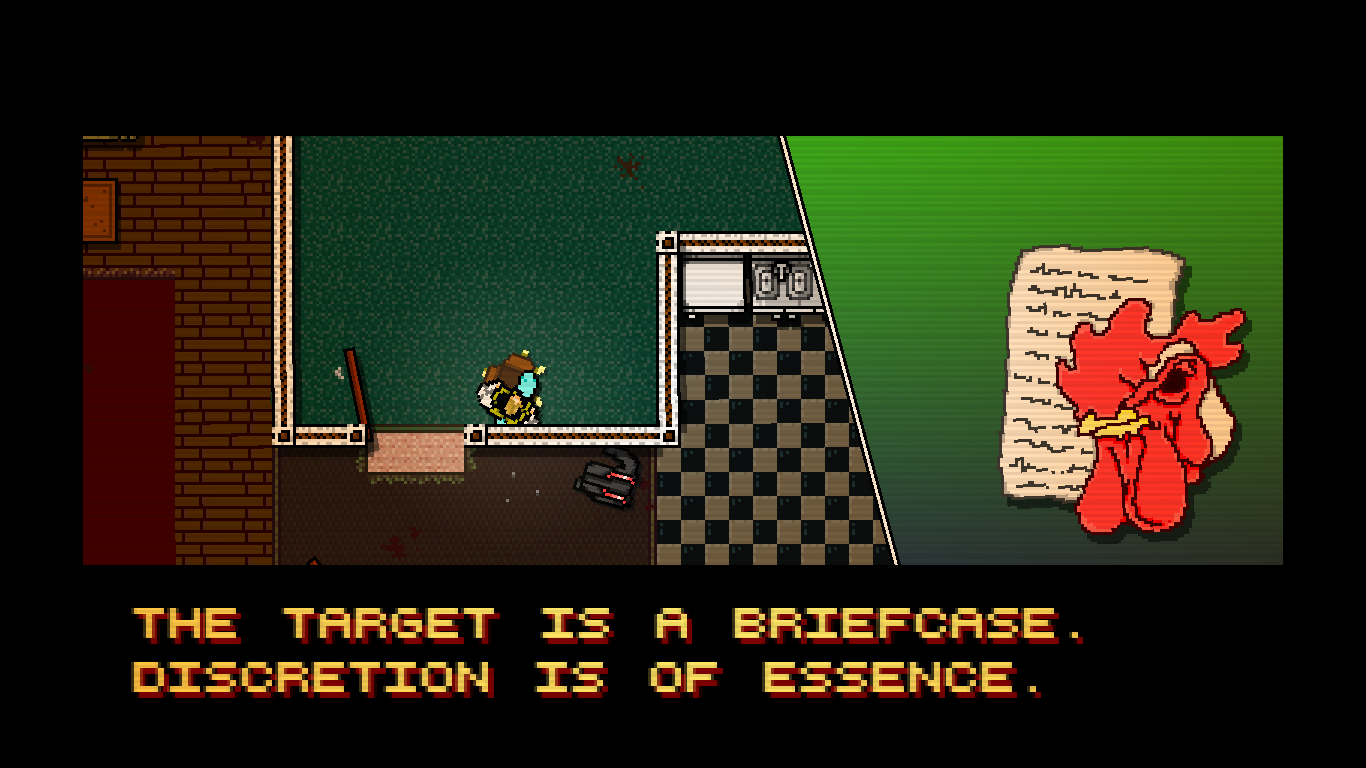 THE TARGET IS A BRIEFCASE.
DISCRETION IS OF ESSENCE.